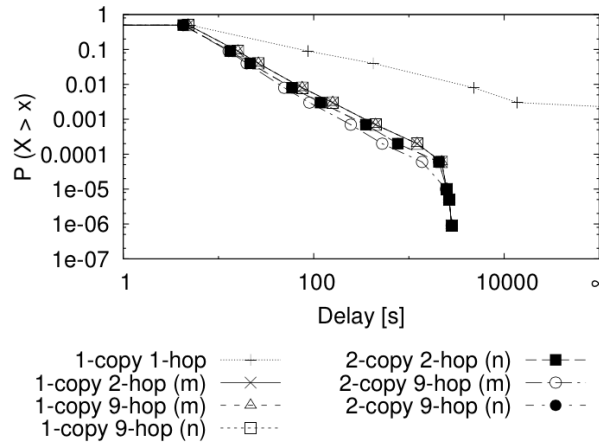 1
0.1
0.01
0.001
0.0001
1e-05
1e-06
1e-07
P (X > x)
1 100 10000 ∞
Delay [s]
1-copy 1-hop
1-copy 2-hop (m)
1-copy 9-hop (m)
1-copy 9-hop (n)
2-copy 2-hop (n)
2-copy 9-hop (m)
2-copy 9-hop (n)